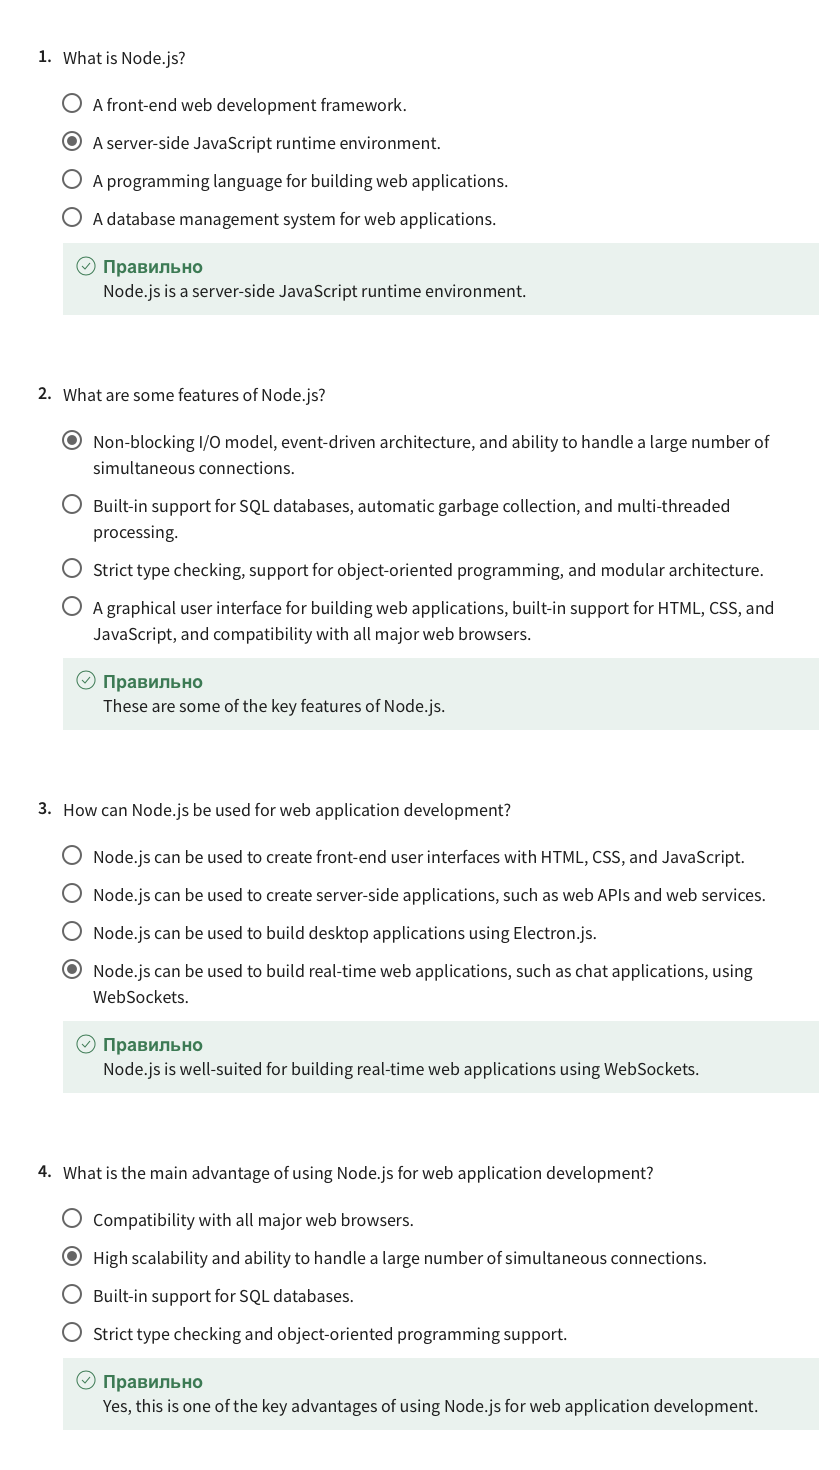 1. What is Node.js?
A front-end web development framework.
A server-side JavaScript runtime environment.
A programming language for building web applications.
A database management system for web applications.
Правильно
Node.js is a server-side JavaScript runtime environment.
2. What are some features of Node.js?
Non-blocking I/O model, event-driven architecture, and ability to handle a large number of
simultaneous connections.
Built-in support for SQL databases, automatic garbage collection, and multi-threaded
processing.
Strict type checking, support for object-oriented programming, and modular architecture.
A graphical user interface for building web applications, built-in support for HTML, CSS, and
JavaScript, and compatibility with all major web browsers.
Правильно
These are some of the key features of Node.js.
3. How can Node.js be used for web application development?
Node.js can be used to create front-end user interfaces with HTML, CSS, and JavaScript.
Node.js can be used to create server-side applications, such as web APIs and web services.
Node.js can be used to build desktop applications using Electron.js.
Node.js can be used to build real-time web applications, such as chat applications, using
WebSockets.
Правильно
Node.js is well-suited for building real-time web applications using WebSockets.
4. What is the main advantage of using Node.js for web application development?
Compatibility with all major web browsers.
High scalability and ability to handle a large number of simultaneous connections.
Built-in support for SQL databases.
Strict type checking and object-oriented programming support.
Правильно
Yes, this is one of the key advantages of using Node.js for web application development.